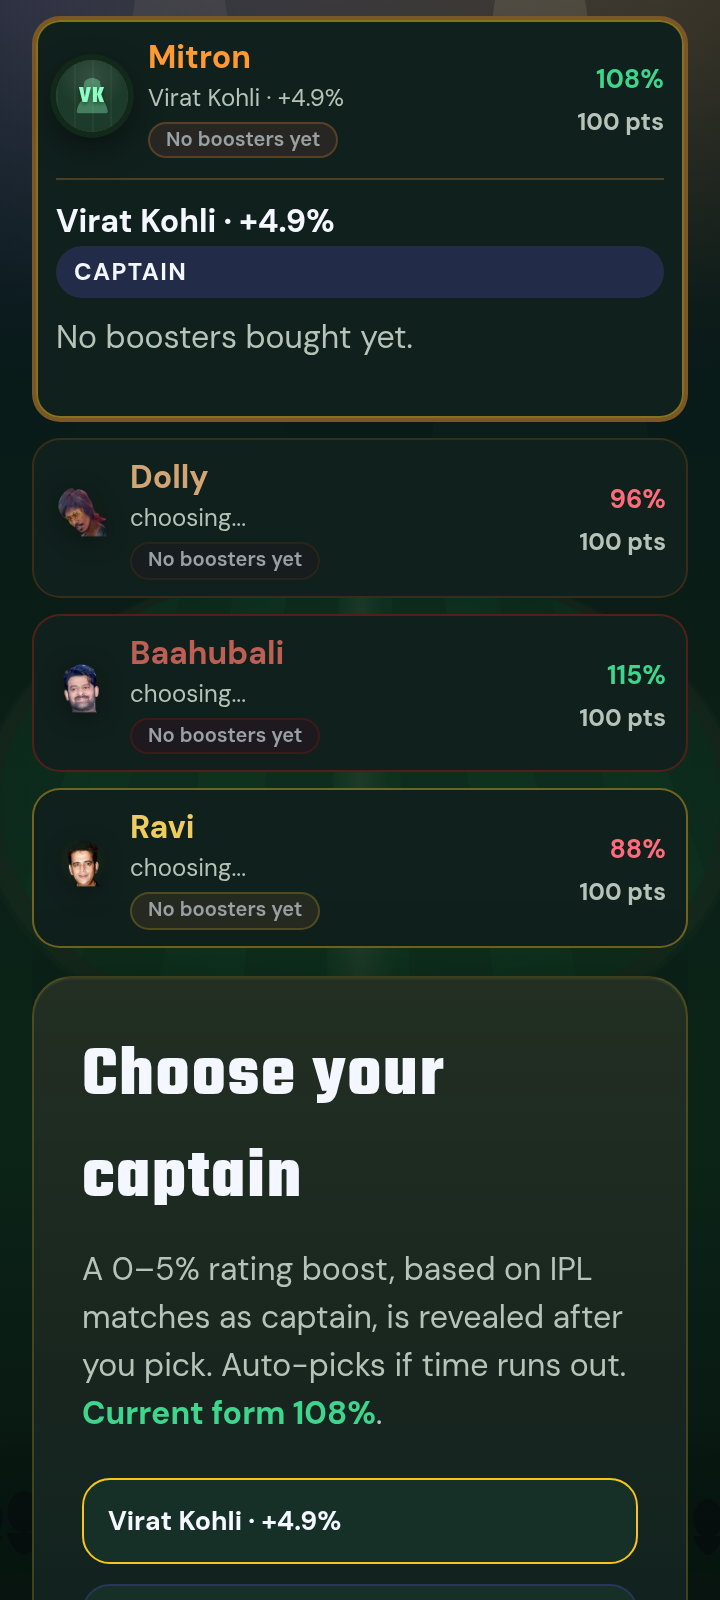 Mitron
VK
Virat Kohli · +4.9%
No boosters yet
108%
100 pts
Virat Kohli · +4.9%
CAPTAIN
No boosters bought yet.
Dolly
choosing...
No boosters yet
96%
100 pts
Baahubali
choosing...
No boosters yet
115%
100 pts
Ravi
choosing...
No boosters yet
88%
100 pts
Choose your
captain
A 0–5% rating boost, based on IPL
matches as captain, is revealed after
you pick. Auto-picks if time runs out.
Current form 108%.
Virat Kohli · +4.9%